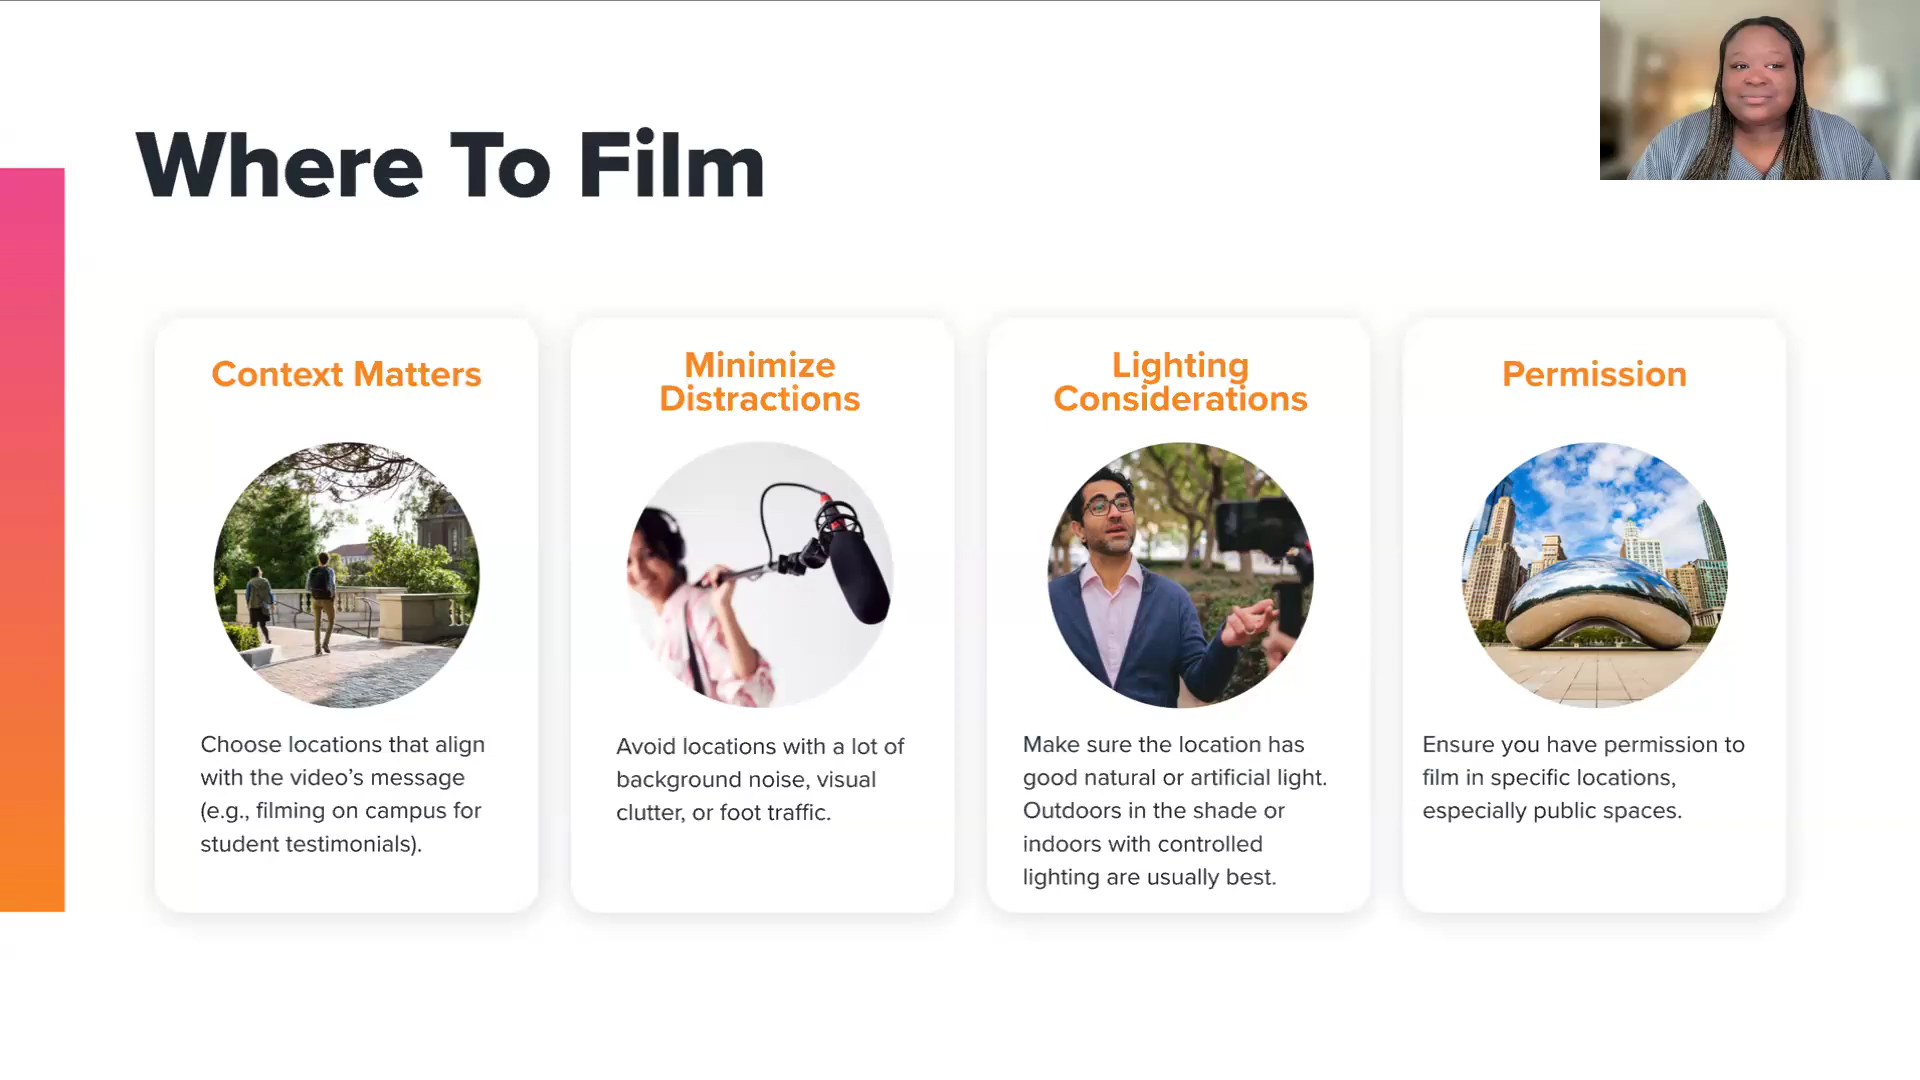 Where To Film
Context Matters
Choose locations that align
with the video’s message
(e.g., filming on campus for
student testimonials).
Minimize
Distractions
Avoid locations with a lot of
background noise, visual
clutter, or foot traffic.
Lighting
Considerations
Make sure the location has
good natural or artificial light.
Outdoors in the shade or
indoors with controlled
lighting are usually best.
Permission
Ensure you have permission to
film in specific locations,
especially public spaces.